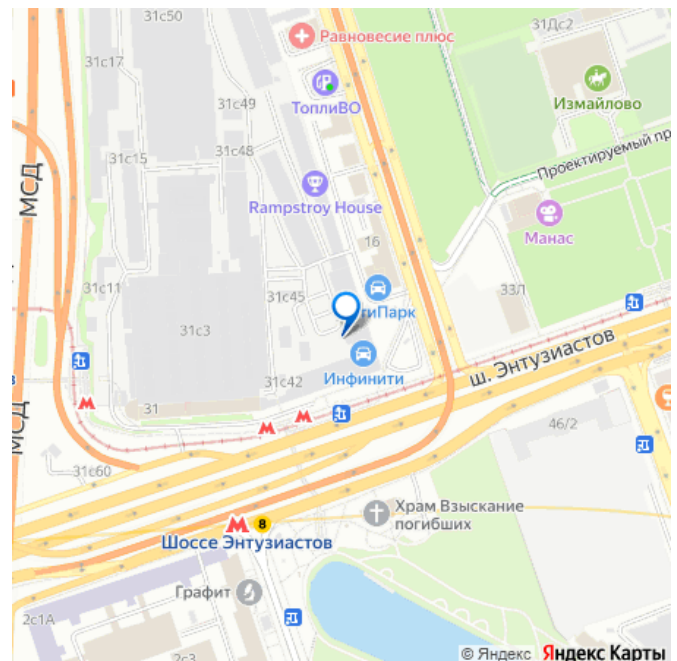 31с50
31Дс2
Равновесие плюс
31с17
ТоплиВО
Измайлово
31с49
31с15
31с48
Проектируемый пр
МСД
Rampstroy House
16
Манас
31с11
31с45
33/1
31с3
Инфинити
31с42
ш. Энтузиастов
31
МСД
46/2
31с60
Храм Взыскание
погибших
8
Шоссе Энтузиастов
Графит
2с1А
2с3
© Яндекс Яндекс Карты